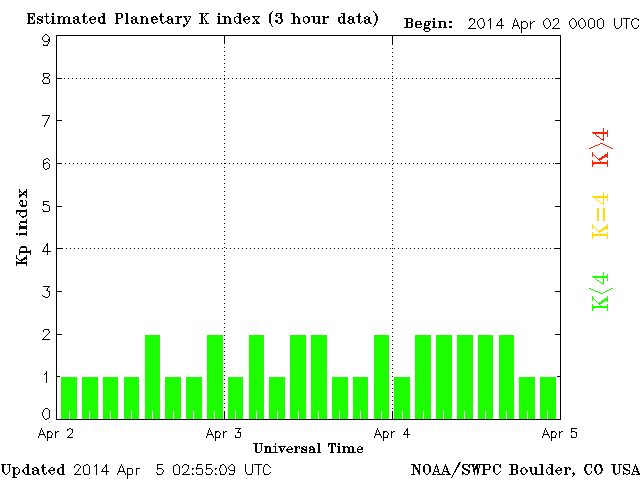 Estimated Planetary K index (3 hour data)
Begin: 2014 Apr 02 0000 UTC
9
8
7
6
5
4
3
2
1
0
Kp index
K>4
K=4
K<4
Apr 2
Apr 3
Apr 4
Apr 5
Universal Time
Updated 2014 Apr 5 02:55:09 UTC
NOAA/SWPC Boulder, CO USA